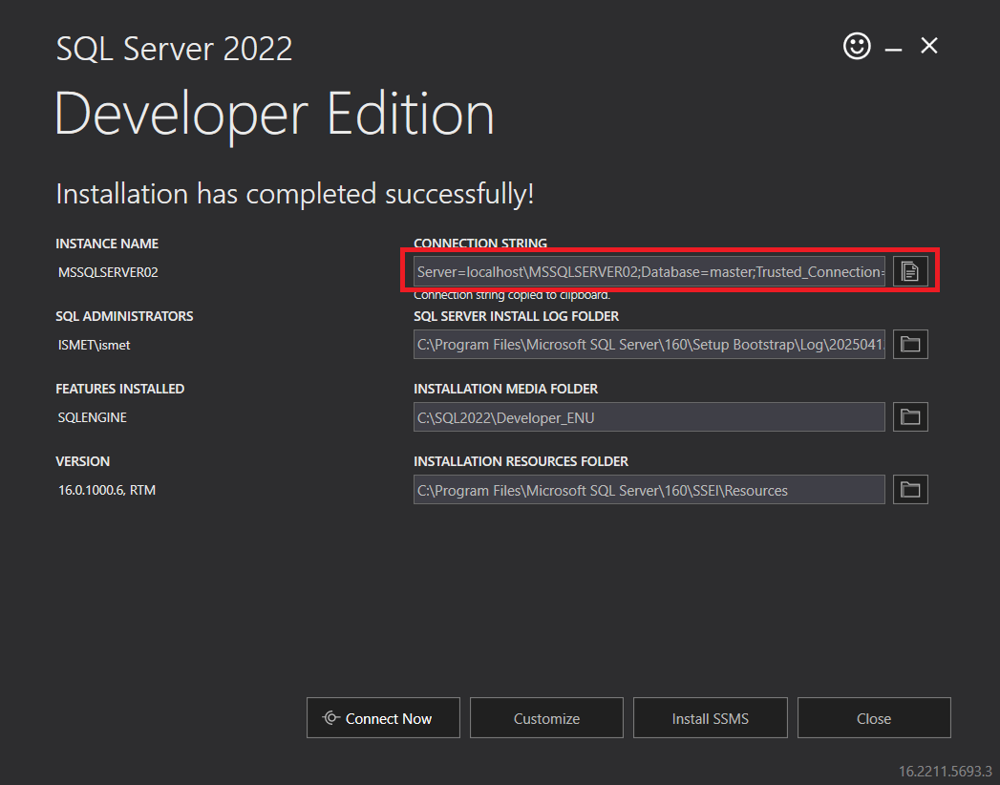 SQL Server 2022
Developer Edition
Installation has completed successfully!
INSTANCE NAME
MSSQLSERVER02
CONNECTION STRING
Server=localhost\MSSQLSERVER02;Database=master;Trusted_Connection=
Connection string copied to clipboard.
SQL ADMINISTRATORS
ISMET\ismet
SQL SERVER INSTALL LOG FOLDER
C:\Program Files\Microsoft SQL Server\160\Setup Bootstrap\Log\2025041
FEATURES INSTALLED
SQLENGINE
INSTALLATION MEDIA FOLDER
C:\SQL2022\Developer_ENU
VERSION
16.0.1000.6, RTM
INSTALLATION RESOURCES FOLDER
C:\Program Files\Microsoft SQL Server\160\SSEI\Resources
Connect Now
Customize
Install SSMS
Close
16.2211.5693.3